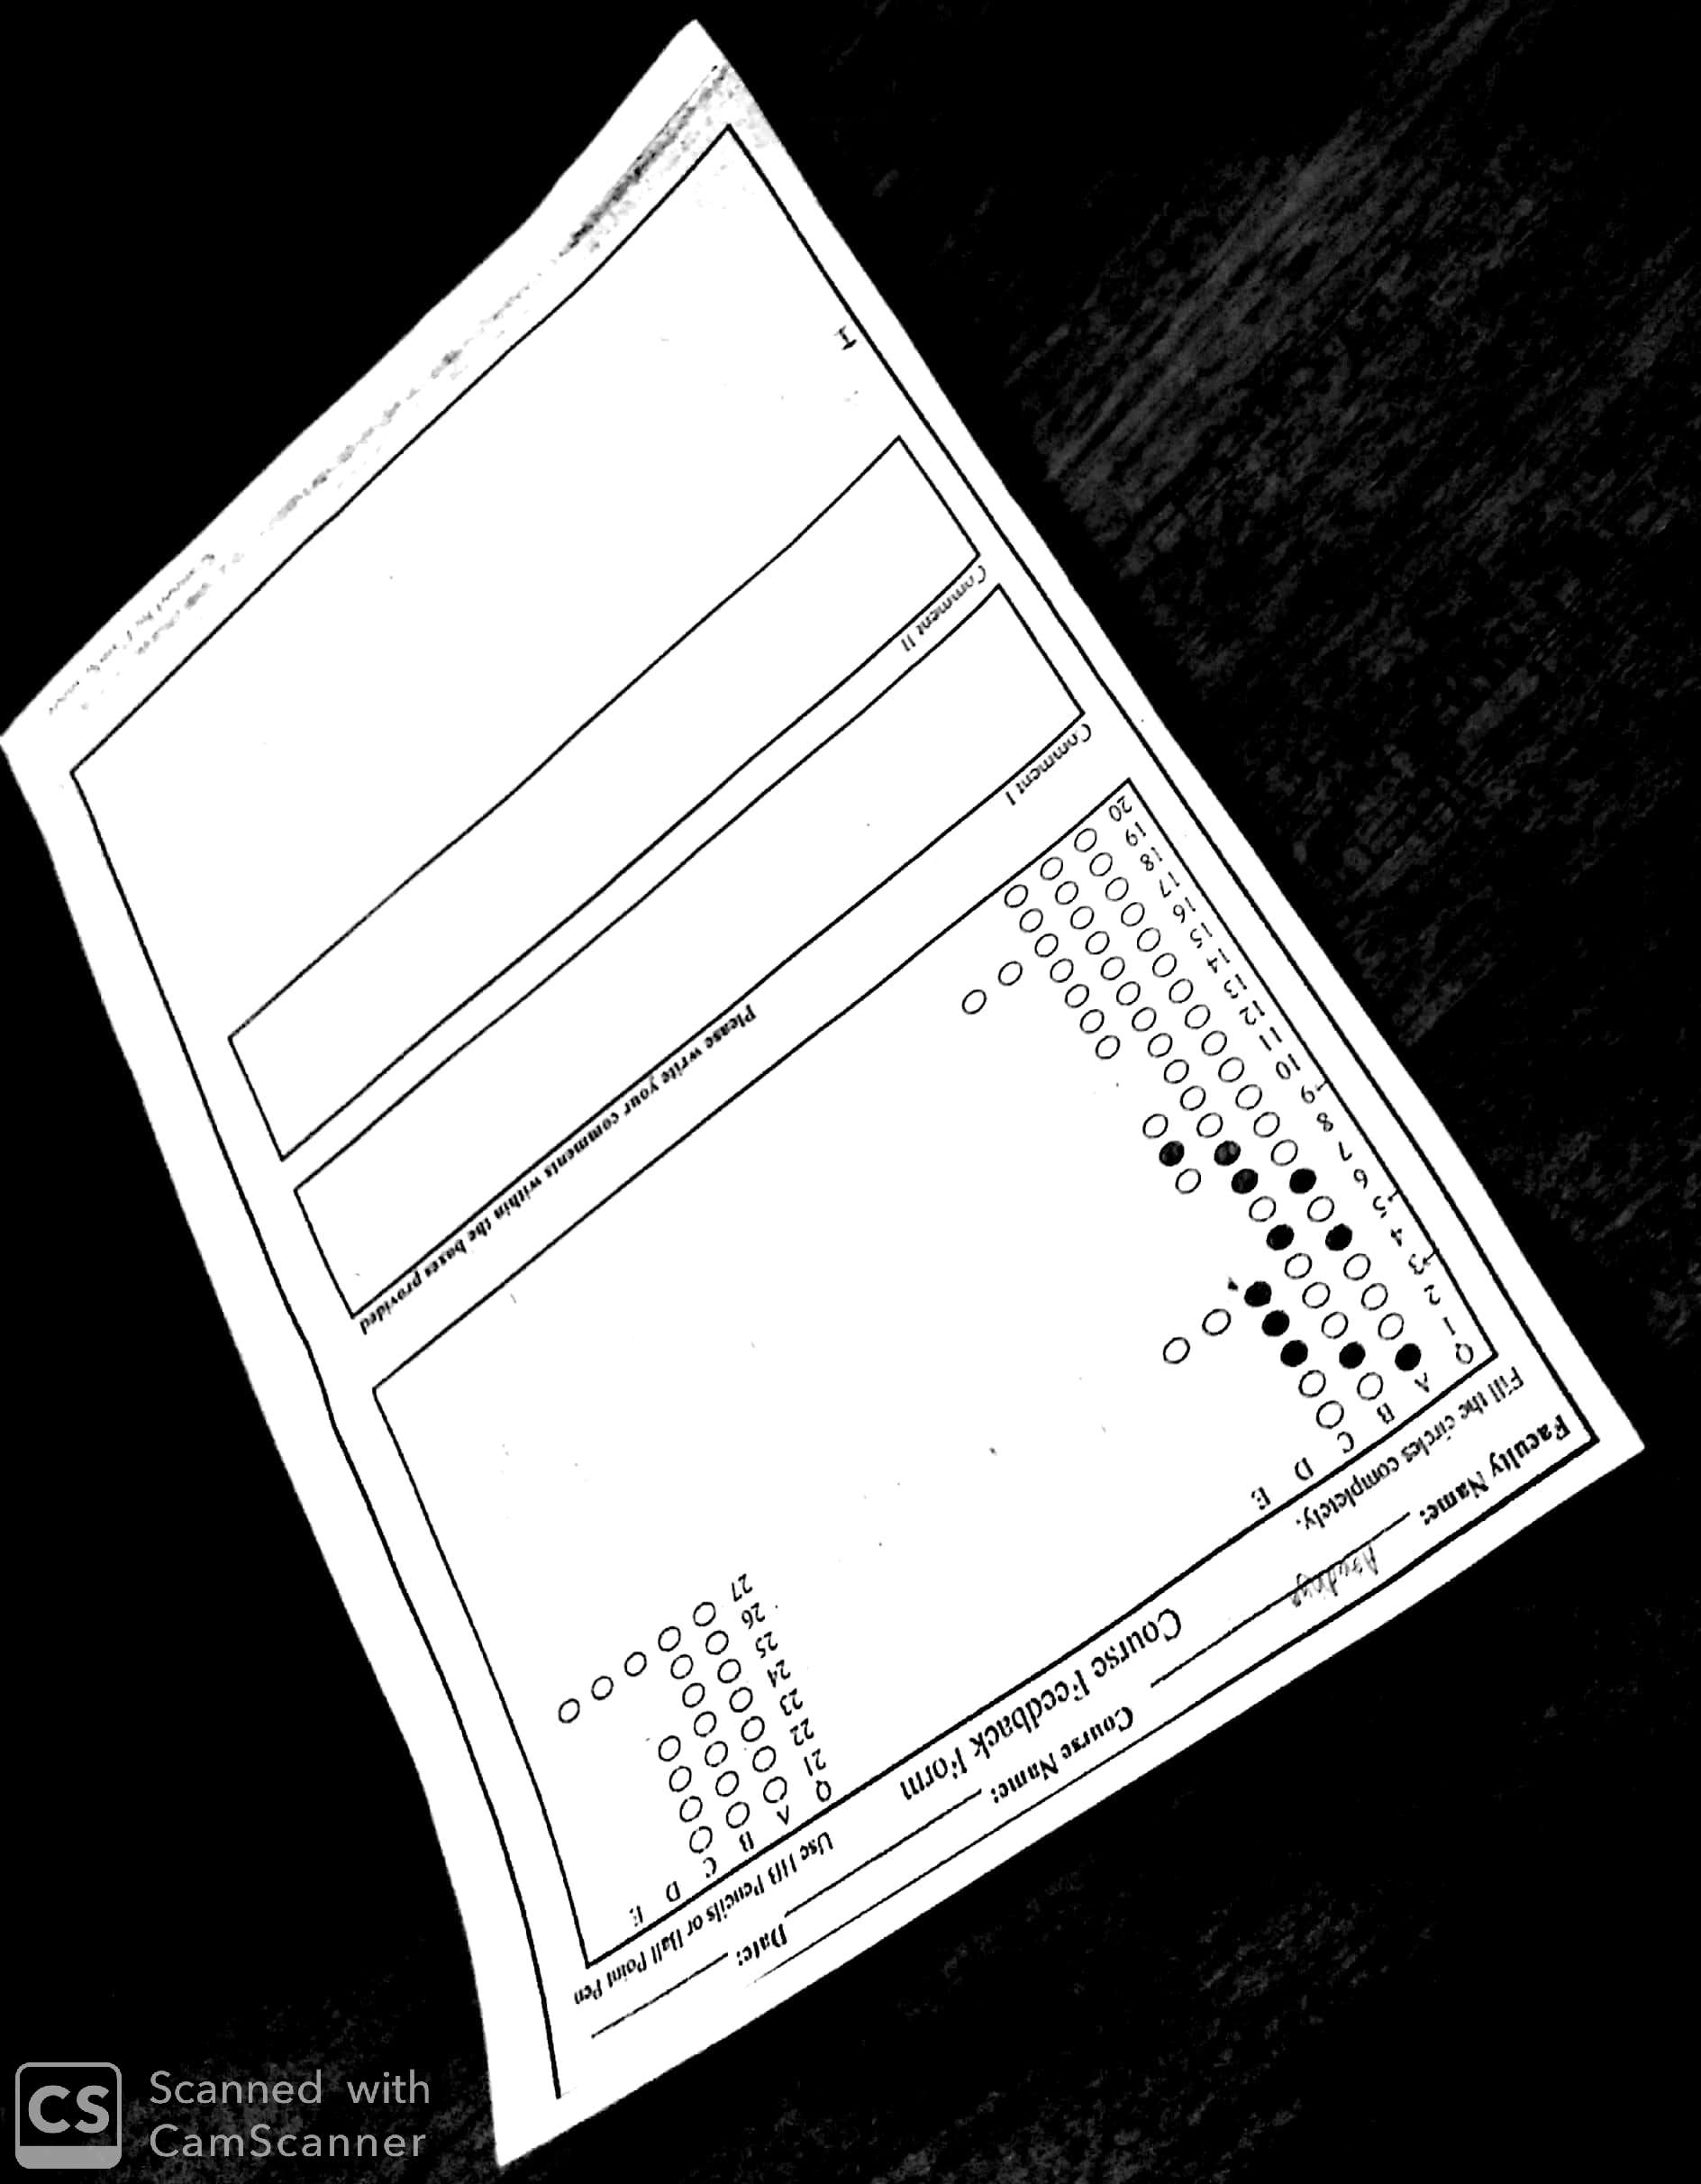 Faculty Name:
Course Name:
Date:
Course Feedback Form
Fill the circles completely.
Use HB Pencils or Ball Point Pen
Q A B C D E
1
2
3
4
5
6
7
8
9
10
11
12
13
14
15
16
17
18
19
20
Q A B C D E
21
22
23
24
25
26
27
Please write your comments within the boxes provided
Comment I
Comment II
I
CS Scanned with
CamScanner